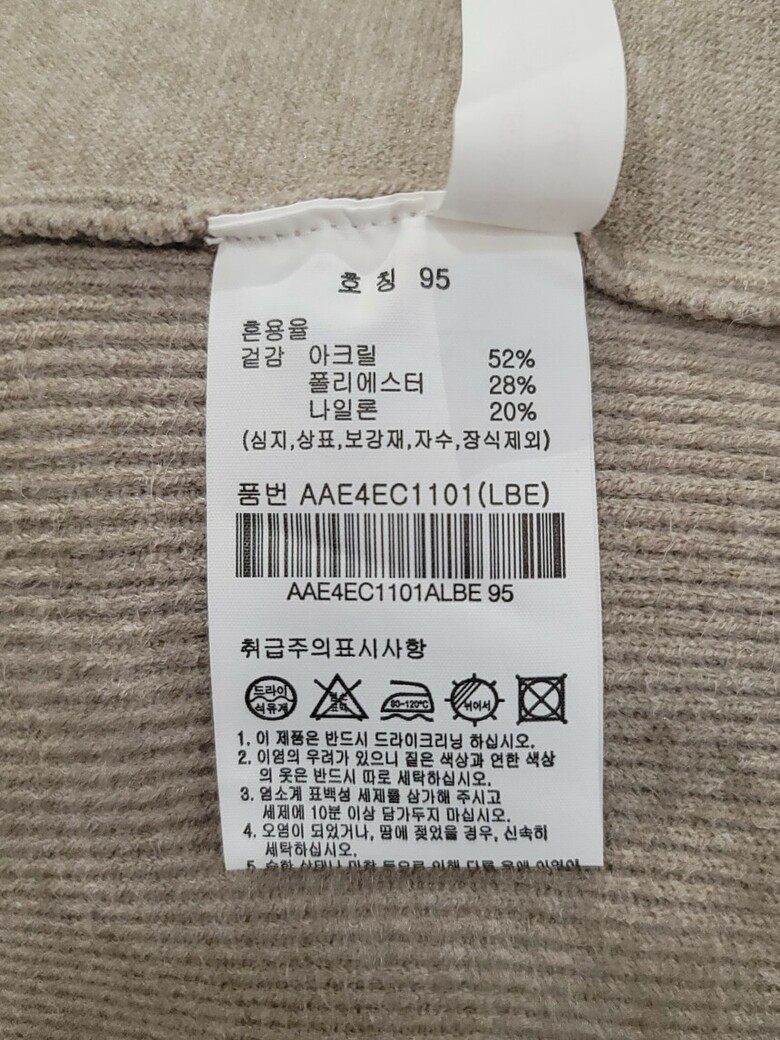 호칭 95
혼용율
겉감 아크릴 52%
폴리에스터 28%
나일론 20%
(심지,상표,보강재,자수,장식제외)
품번 AAE4EC1101(LBE)
AAE4EC1101ALBE 95
취급주의표시사항
드라이
석유계
염소
표백
80~120℃
뉘어서
1. 이 제품은 반드시 드라이크리닝 하십시오.
2. 이염의 우려가 있으니 짙은 색상과 연한 색상
의 옷은 반드시 따로 세탁하십시오.
3. 염소계 표백성 세제를 삼가해 주시고
세제에 10분 이상 담가두지 마십시오.
4. 오염이 되었거나, 땀에 젖었을 경우, 신속히
세탁하십시오.
5.